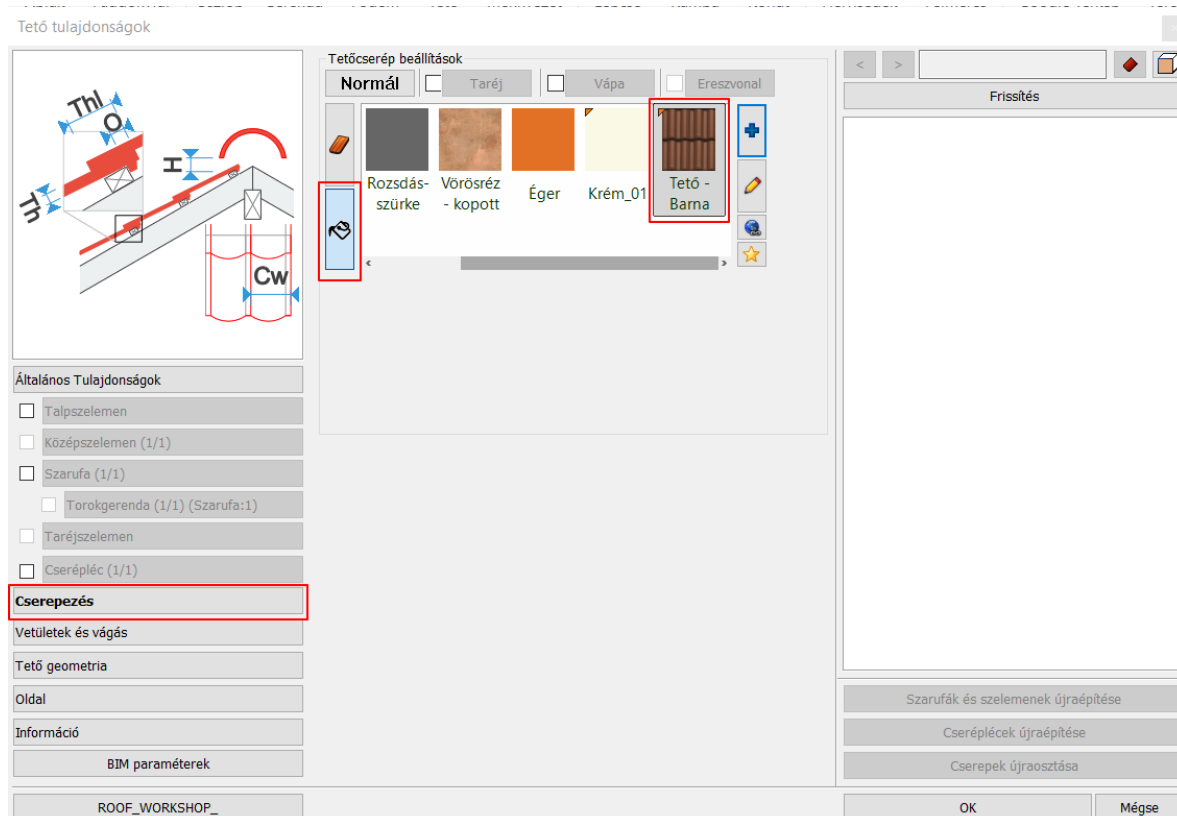 Tető tulajdonságok
Thl
O
H
Th
Cw
Általános Tulajdonságok
Talpszelemen
Középszelemen (1/1)
Szarufa (1/1)
Torokgerenda (1/1) (Szarufa:1)
Taréjszelemen
Cserépléc (1/1)
Cserepezés
Vetületek és vágás
Tető geometria
Oldal
Információ
BIM paraméterek
ROOF_WORKSHOP_
Tetőcserép beállítások
Normál Taréj Vápa Ereszvonal
Rozsdás- Vörösréz Éger Krém_01 Tető -
szürke - kopott Barna
< >
Frissítés
Szarufák és szelemenek újraépítése
Cseréplécek újraépítése
Cserepek újraosztása
OK Mégse